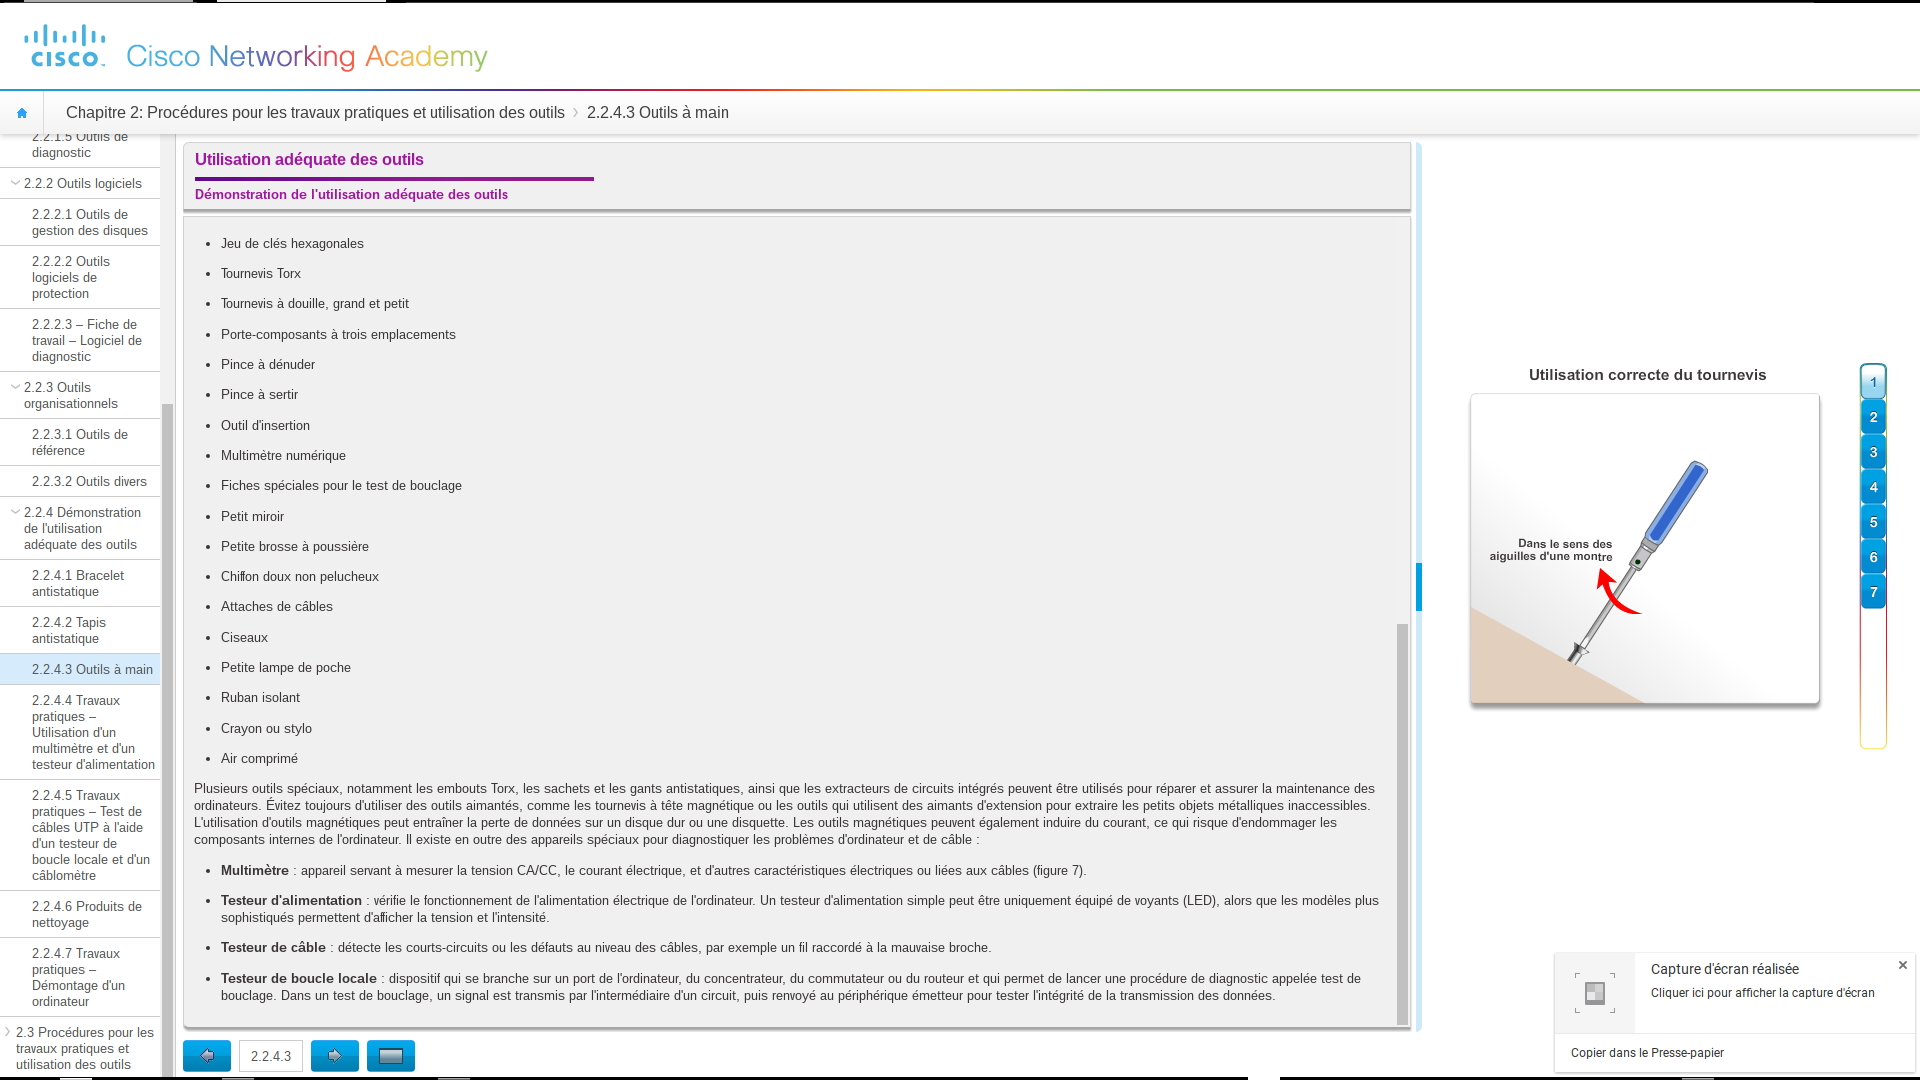 CISCO
Cisco Networking Academy
Chapitre 2: Procédures pour les travaux pratiques et utilisation des outils 2.2.4.3 Outils à main
2.2.1.5 Outils de
diagnostic
2.2.2 Outils logiciels
2.2.2.1 Outils de
gestion des disques
2.2.2.2 Outils
logiciels de
protection
2.2.2.3 – Fiche de
travail – Logiciel de
diagnostic
2.2.3 Outils
organisationnels
2.2.3.1 Outils de
référence
2.2.3.2 Outils divers
2.2.4 Démonstration
de l'utilisation
adéquate des outils
2.2.4.1 Bracelet
antistatique
2.2.4.2 Tapis
antistatique
2.2.4.3 Outils à main
2.2.4.4 Travaux
pratiques –
Utilisation d'un
multimètre et d'un
testeur d'alimentation
2.2.4.5 Travaux
pratiques – Test de
câbles UTP à l'aide
d'un testeur de
boucle locale et d'un
câblomètre
2.2.4.6 Produits de
nettoyage
2.2.4.7 Travaux
pratiques –
Démontage d'un
ordinateur
2.3 Procédures pour les
travaux pratiques et
utilisation des outils
Utilisation adéquate des outils
Démonstration de l'utilisation adéquate des outils
• Jeu de clés hexagonales
• Tournevis Torx
• Tournevis à douille, grand et petit
• Porte-composants à trois emplacements
• Pince à dénuder
• Pince à sertir
• Outil d'insertion
• Multimètre numérique
• Fiches spéciales pour le test de bouclage
• Petit miroir
• Petite brosse à poussière
• Chiffon doux non pelucheux
• Attaches de câbles
• Ciseaux
• Petite lampe de poche
• Ruban isolant
• Crayon ou stylo
• Air comprimé
Plusieurs outils spéciaux, notamment les embouts Torx, les sachets et les gants antistatiques, ainsi que les extracteurs de circuits intégrés peuvent être utilisés pour réparer et assurer la maintenance des
ordinateurs. Évitez toujours d'utiliser des outils aimantés, comme les tournevis à tête magnétique ou les outils qui utilisent des aimants d'extension pour extraire les petits objets métalliques inaccessibles.
L'utilisation d'outils magnétiques peut entraîner la perte de données sur un disque dur ou une disquette. Les outils magnétiques peuvent également induire du courant, ce qui risque d'endommager les
composants internes de l'ordinateur. Il existe en outre des appareils spéciaux pour diagnostiquer les problèmes d'ordinateur et de câble :
• Multimètre : appareil servant à mesurer la tension CA/CC, le courant électrique, et d'autres caractéristiques électriques ou liées aux câbles (figure 7).
• Testeur d'alimentation : vérifie le fonctionnement de l'alimentation électrique de l'ordinateur. Un testeur d'alimentation simple peut être uniquement équipé de voyants (LED), alors que les modèles plus
sophistiqués permettent d'afficher la tension et l'intensité.
• Testeur de câble : détecte les courts-circuits ou les défauts au niveau des câbles, par exemple un fil raccordé à la mauvaise broche.
• Testeur de boucle locale : dispositif qui se branche sur un port de l'ordinateur, du concentrateur, du commutateur ou du routeur et qui permet de lancer une procédure de diagnostic appelée test de
bouclage. Dans un test de bouclage, un signal est transmis par l'intermédiaire d'un circuit, puis renvoyé au périphérique émetteur pour tester l'intégrité de la transmission des données.
2.2.4.3
Utilisation correcte du tournevis
Dans le sens des
aiguilles d'une montre
1
2
3
4
5
6
7
Capture d'écran réalisée
Cliquer ici pour afficher la capture d'écran
Copier dans le Presse-papier